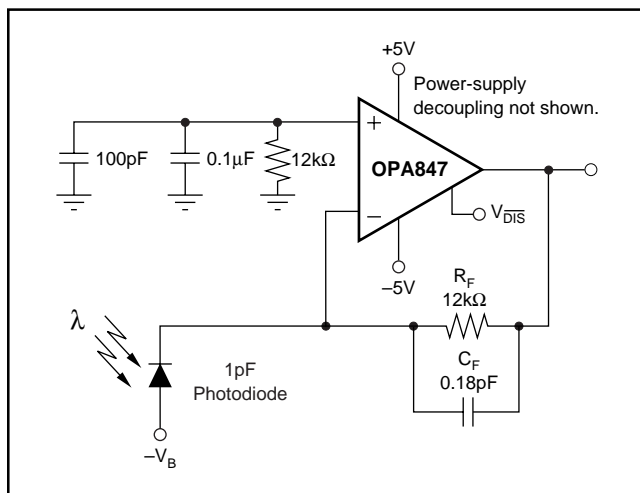 +5V
Power-supply
decoupling not shown.
+
100pF
0.1μF
12kΩ
OPA847
−
V_DIS̅
−5V
R_F
12kΩ
λ
C_F
0.18pF
1pF
Photodiode
−V_B